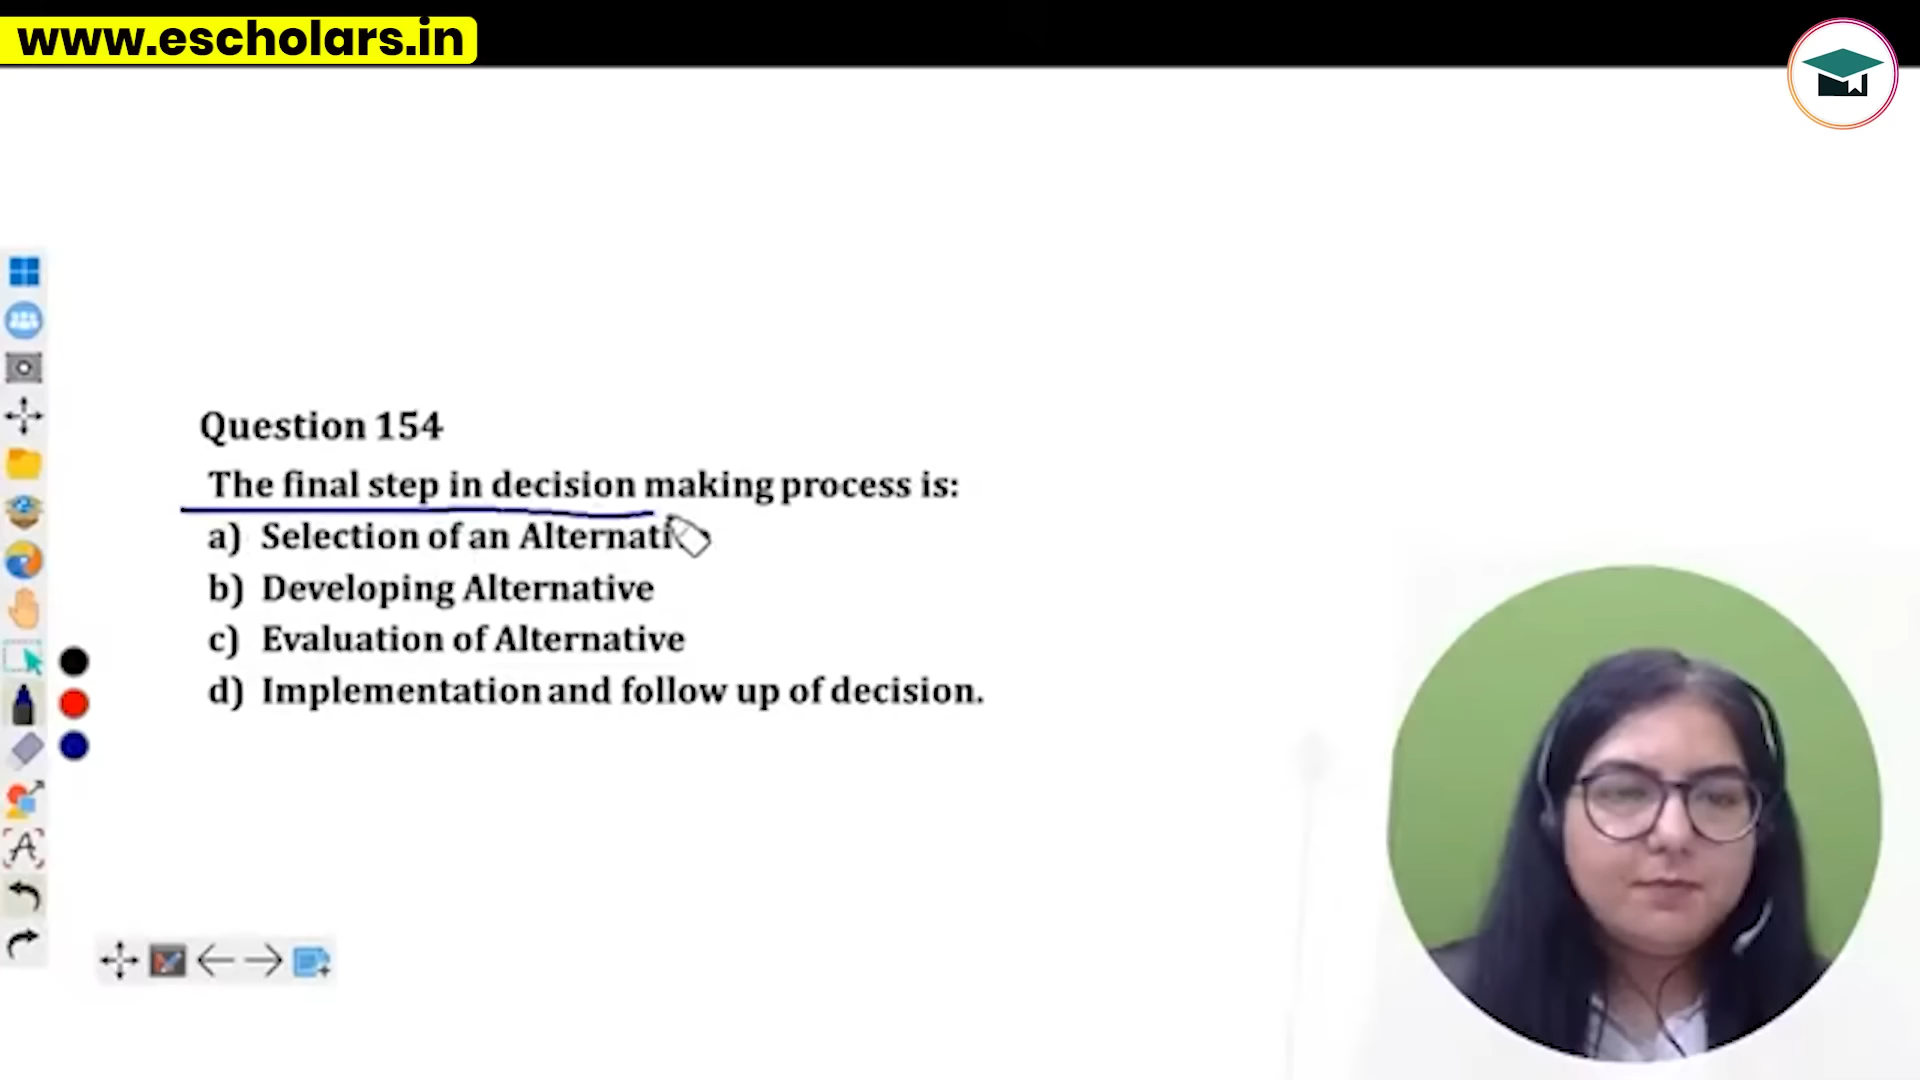 www.escholars.in
Question 154
The final step in decision making process is:
a) Selection of an Alternati
b) Developing Alternative
c) Evaluation of Alternative
d) Implementation and follow up of decision.